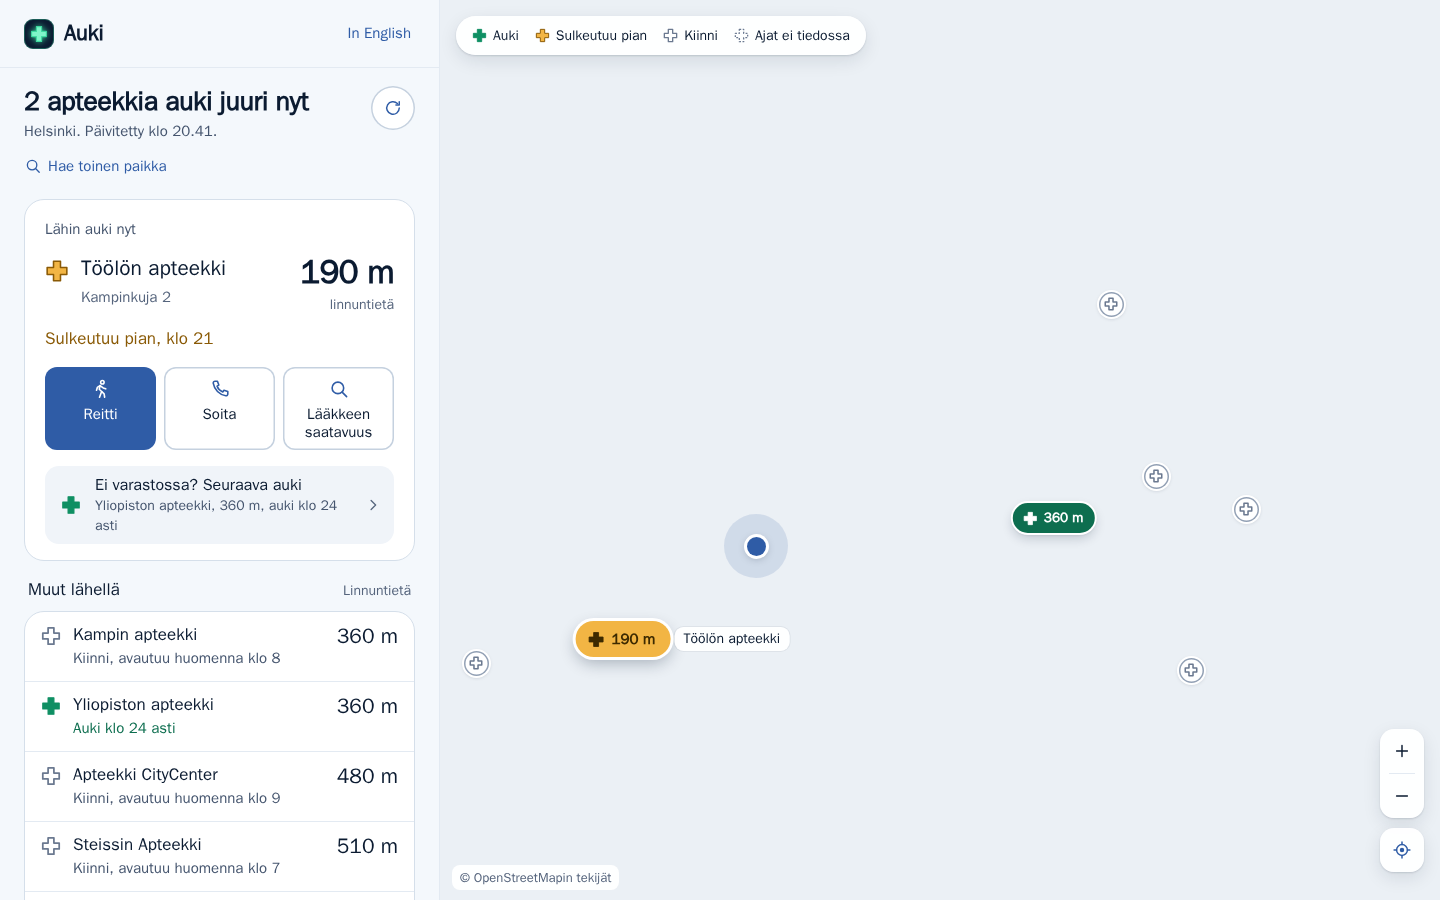 Auki
In English
2 apteekkia auki juuri nyt
Helsinki. Päivitetty klo 20.41.
Hae toinen paikka
Lähin auki nyt
Töölön apteekki
190 m
Kampinkuja 2
linnuntietä
Sulkeutuu pian, klo 21
Reitti
Soita
Lääkkeen
saatavuus
Ei varastossa? Seuraava auki
Yliopiston apteekki, 360 m, auki klo 24
asti
Muut lähellä
Linnuntietä
Kampin apteekki
360 m
Kiinni, avautuu huomenna klo 8
Yliopiston apteekki
360 m
Auki klo 24 asti
Apteekki CityCenter
480 m
Kiinni, avautuu huomenna klo 9
Steissin Apteekki
510 m
Kiinni, avautuu huomenna klo 7
Auki
Sulkeutuu pian
Kiinni
Ajat ei tiedossa
360 m
190 m
Töölön apteekki
+
−
© OpenStreetMapin tekijät